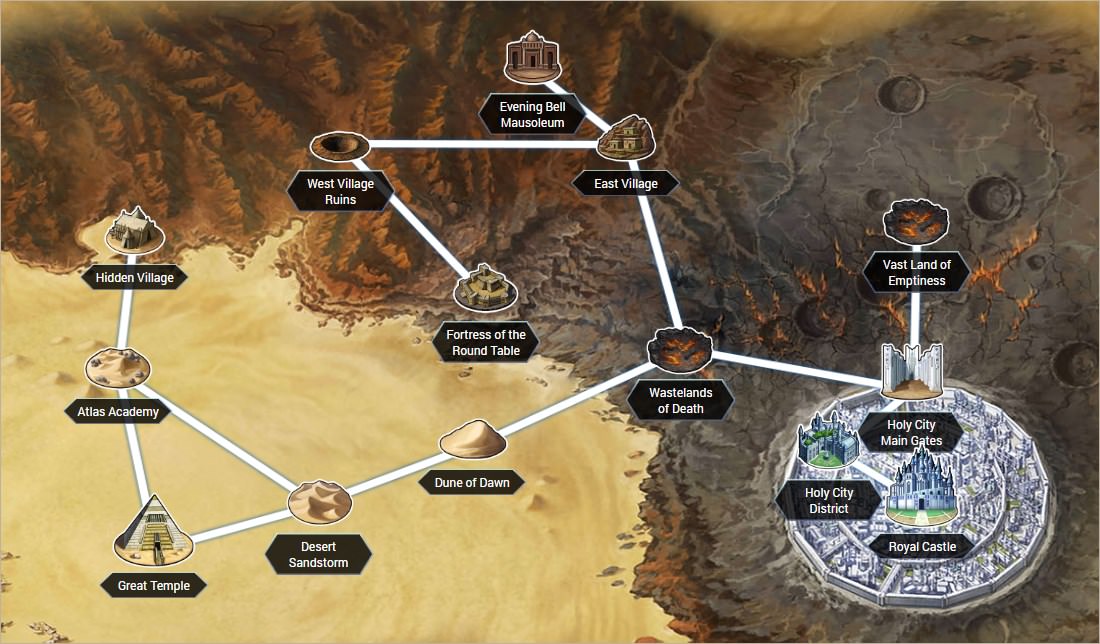 Evening Bell
Mausoleum
West Village
Ruins
East Village
Hidden Village
Vast Land of
Emptiness
Fortress of the
Round Table
Atlas Academy
Wastelands
of Death
Holy City
Main Gates
Dune of Dawn
Holy City
District
Desert
Sandstorm
Royal Castle
Great Temple